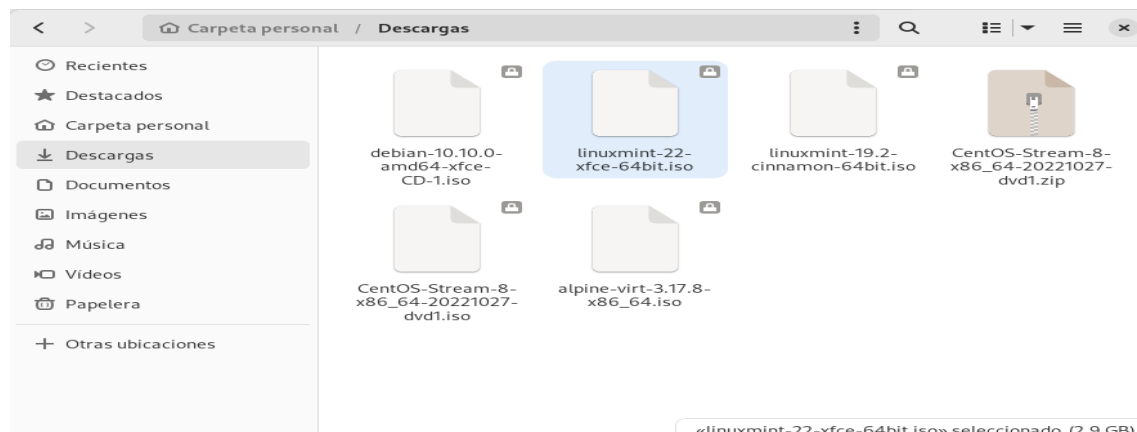 Carpeta personal / Descargas
Recientes
Destacados
Carpeta personal
Descargas
Documentos
Imágenes
Música
Vídeos
Papelera
Otras ubicaciones
debian-10.10.0-
amd64-xfce-
CD-1.iso
linuxmint-22-
xfce-64bit.iso
linuxmint-19.2-
cinnamon-64bit.iso
CentOS-Stream-8-
x86_64-20221027-
dvd1.zip
CentOS-Stream-8-
x86_64-20221027-
dvd1.iso
alpine-virt-3.17.8-
x86_64.iso
«linuxmint-22-xfce-64bit.iso» seleccionado (2,9 GB)